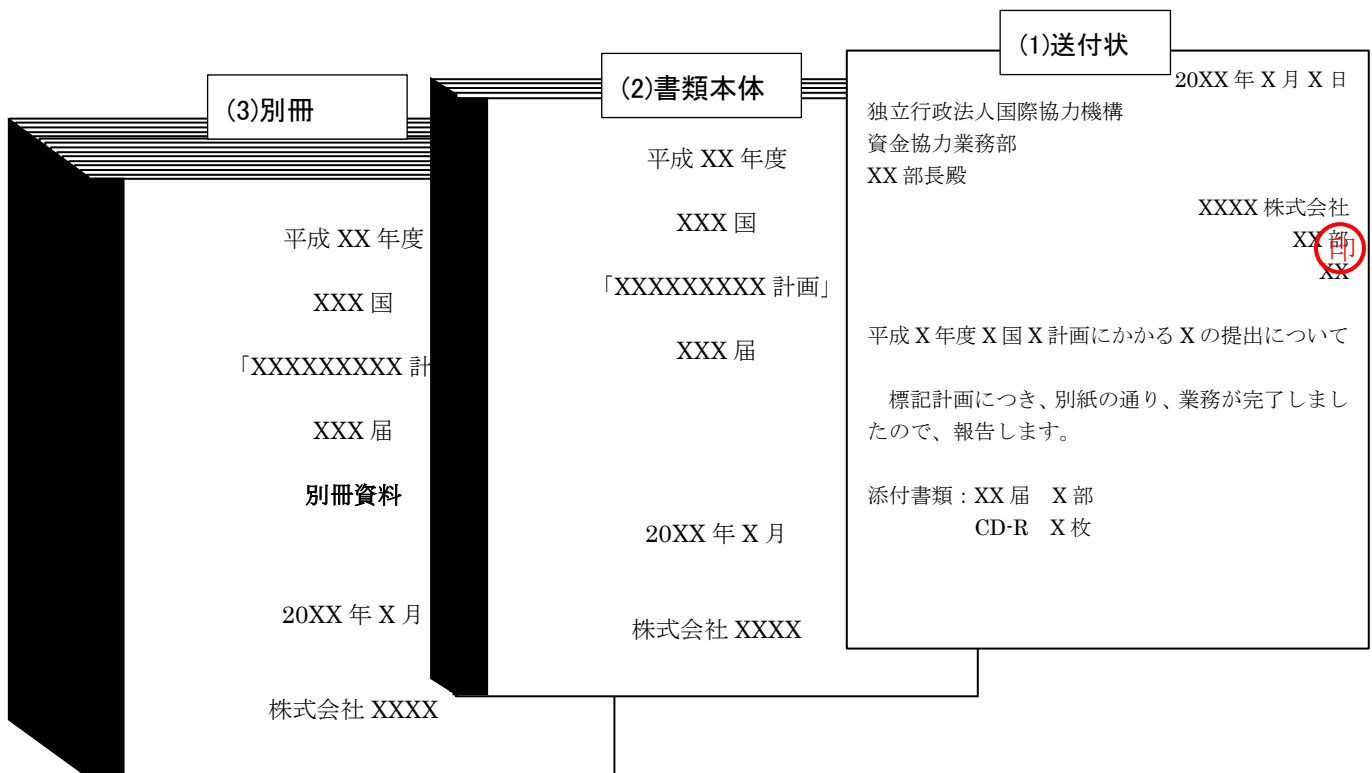 (1)送付状
20XX 年 X 月 X 日
独立行政法人国際協力機構
資金協力業務部
XX 部長殿
XXXX 株式会社
XX 部
印
XX
平成 X 年度 X 国 X 計画にかかる X の提出について
標記計画につき、別紙の通り、業務が完了しまし
たので、報告します。
添付書類：XX 届 X 部
CD-R X 枚
(2)書類本体
平成 XX 年度
XXX 国
「XXXXXXXXX 計画」
XXX 届
20XX 年 X 月
株式会社 XXXX
(3)別冊
平成 XX 年度
XXX 国
「XXXXXXXXX 計
XXX 届
別冊資料
20XX 年 X 月
株式会社 XXXX